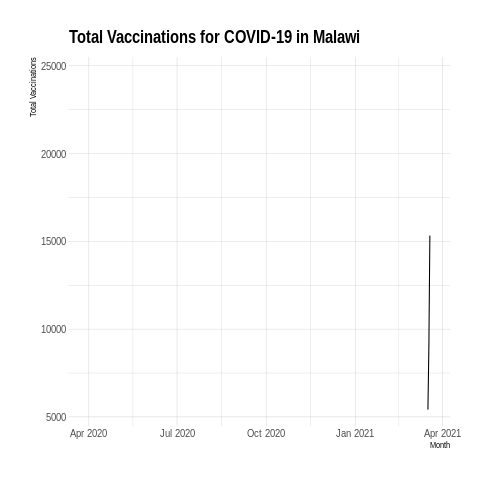 Total Vaccinations for COVID-19 in Malawi
Total Vaccinations
25000
20000
15000
10000
5000
Apr 2020 Jul 2020 Oct 2020 Jan 2021 Apr 2021
Month